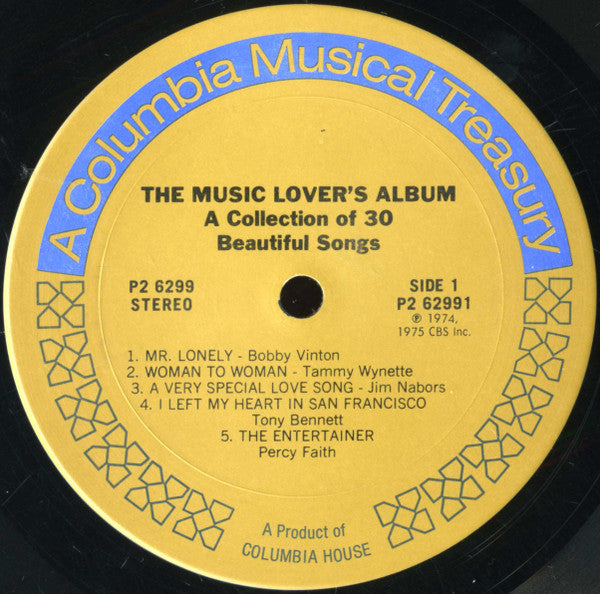 A Columbia Musical Treasury
THE MUSIC LOVER'S ALBUM
A Collection of 30
Beautiful Songs
P2 6299
STEREO
SIDE 1
P2 62991
℗ 1974,
1975 CBS Inc.
1. MR. LONELY - Bobby Vinton
2. WOMAN TO WOMAN - Tammy Wynette
3. A VERY SPECIAL LOVE SONG - Jim Nabors
4. I LEFT MY HEART IN SAN FRANCISCO
Tony Bennett
5. THE ENTERTAINER
Percy Faith
A Product of
COLUMBIA HOUSE